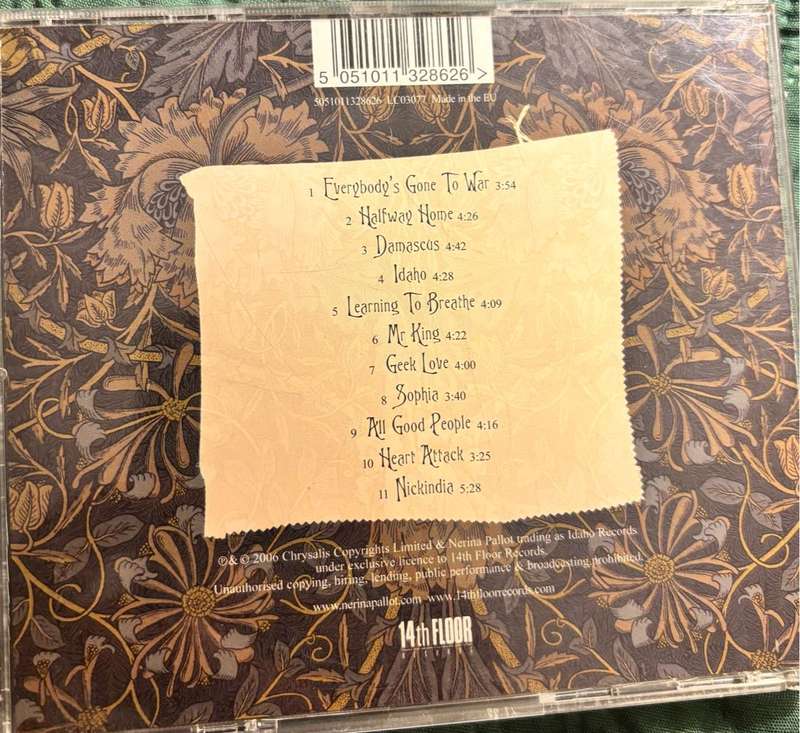 5 051011 328626 >
5051011328626 LC03077 Made in the EU
1 Everybody's Gone To War 3:54
2 Halfway Home 4:26
3 Damascus 4:42
4 Idaho 4:28
5 Learning To Breathe 4:09
6 Mr King 4:22
7 Geek Love 4:00
8 Sophia 3:40
9 All Good People 4:16
10 Heart Attack 3:25
11 Nickindia 5:28
℗ & © 2006 Chrysalis Copyrights Limited & Nerina Pallot trading as Idaho Records
under exclusive licence to 14th Floor Records.
Unauthorised copying, hiring, lending, public performance & broadcasting prohibited.
www.nerinapallot.com www.14thfloorrecords.com
14th FLOOR
RECORDS